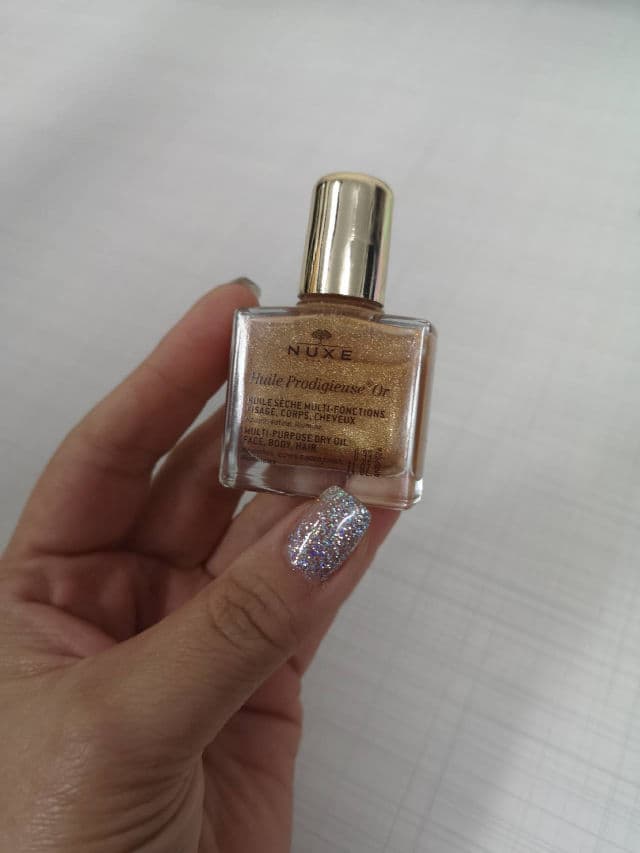 NUXE
Huile Prodigieuse® Or
HUILE SÈCHE MULTI-FONCTIONS
VISAGE, CORPS, CHEVEUX
MULTI-PURPOSE DRY OIL
FACE, BODY, HAIR